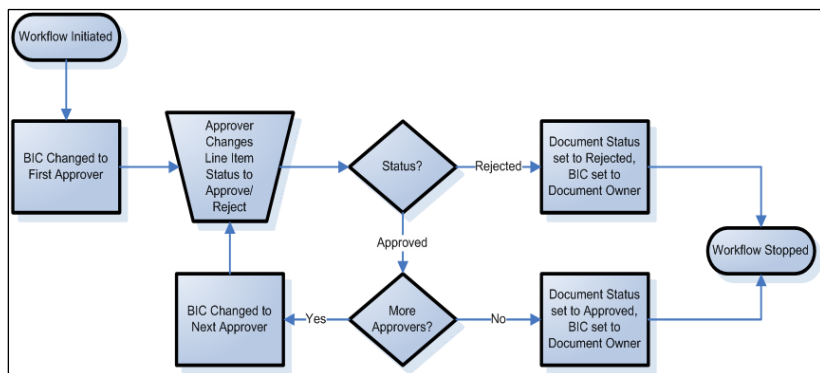 Workflow Initiated
BIC Changed to
First Approver
Approver
Changes
Line Item
Status to
Approve/
Reject
Status?
Rejected
Document Status
set to Rejected,
BIC set to
Document Owner
Approved
Workflow Stopped
BIC Changed to
Next Approver
Yes
More
Approvers?
No
Document Status
set to Approved,
BIC set to
Document Owner